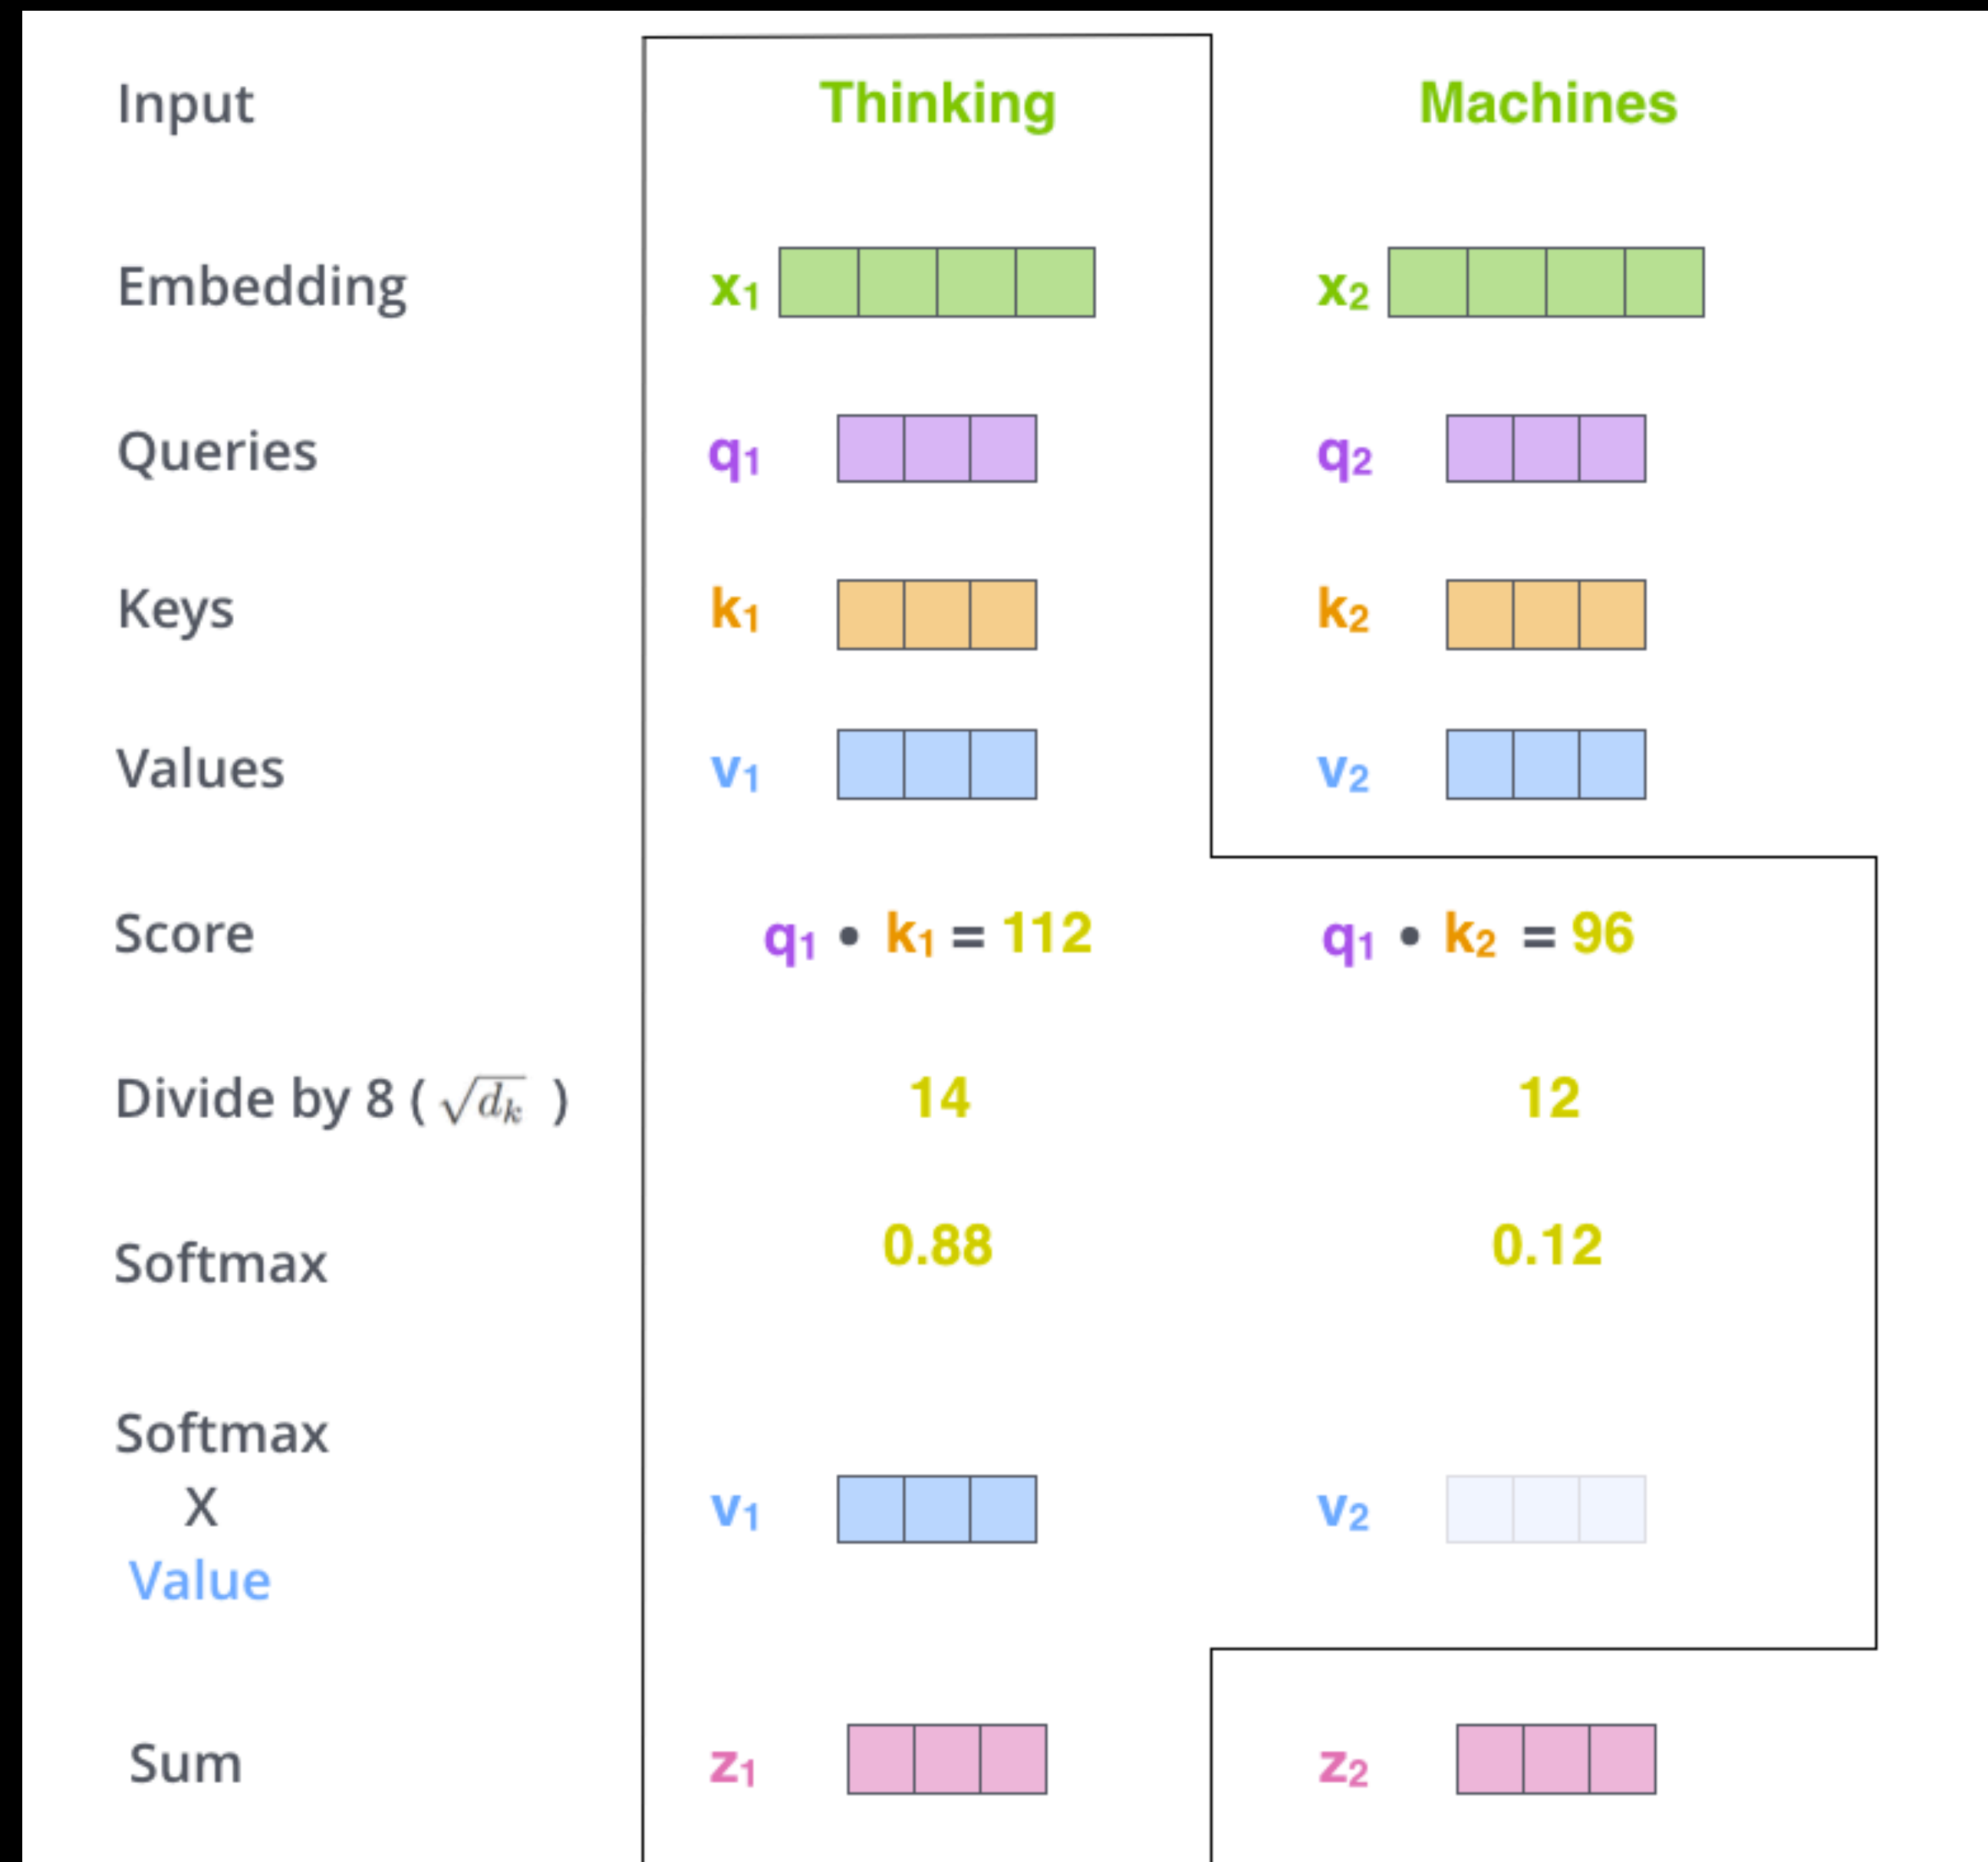 Input Thinking Machines
Embedding x₁ x₂
Queries q₁ q₂
Keys k₁ k₂
Values v₁ v₂
Score q₁ • k₁ = 112 q₁ • k₂ = 96
Divide by 8 ( √dₖ ) 14 12
Softmax 0.88 0.12
Softmax
X
Value
v₁ v₂
Sum z₁ z₂